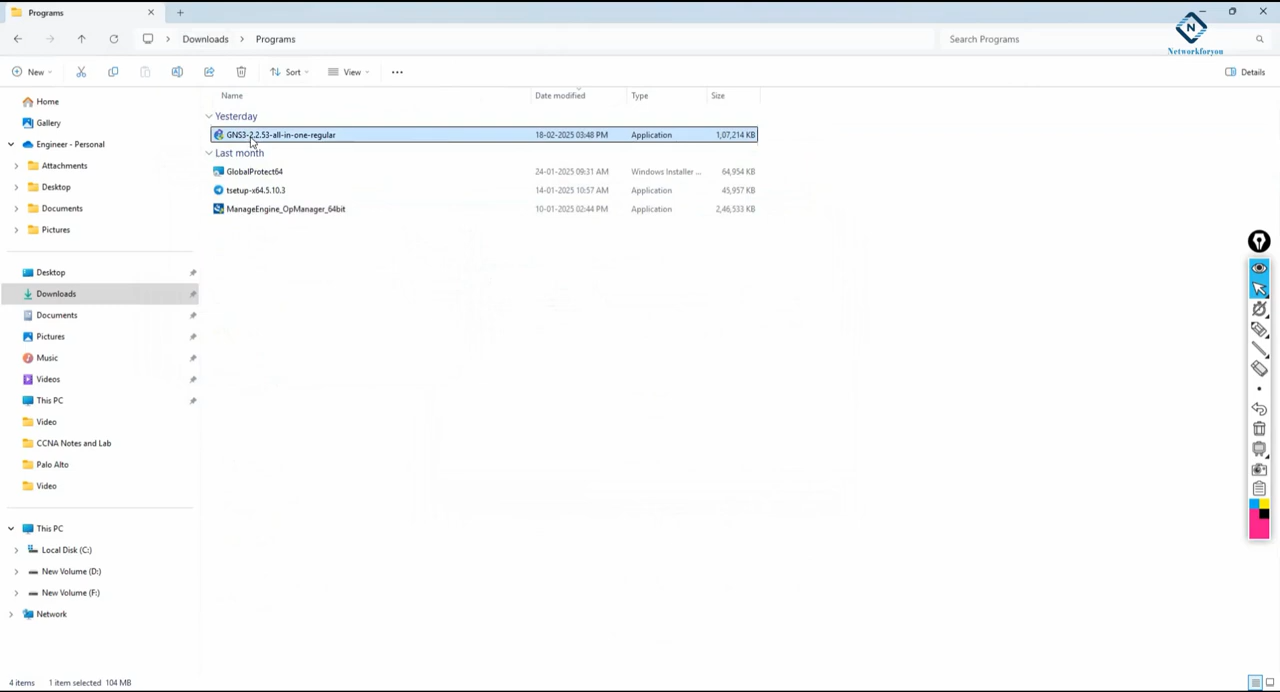 Programs
N
Networkforyou
Downloads
Programs
Search Programs
New
Sort
View
Details
Name
Date modified
Type
Size
Home
Gallery
Engineer - Personal
Attachments
Desktop
Documents
Pictures
Desktop
Downloads
Documents
Pictures
Music
Videos
This PC
Video
CCNA Notes and Lab
Palo Alto
Video
This PC
Local Disk (C:)
New Volume (D:)
New Volume (F:)
Network
Yesterday
GNS3-2.2.53-all-in-one-regular 18-02-2025 03:48 PM Application 1,07,214 KB
Last month
GlobalProtect64 24-01-2025 09:31 AM Windows Installer ... 64,954 KB
tsetup-x64.5.10.3 14-01-2025 10:57 AM Application 45,957 KB
ManageEngine_OpManager_64bit 10-01-2025 02:44 PM Application 2,46,533 KB
4 items 1 item selected 104 MB